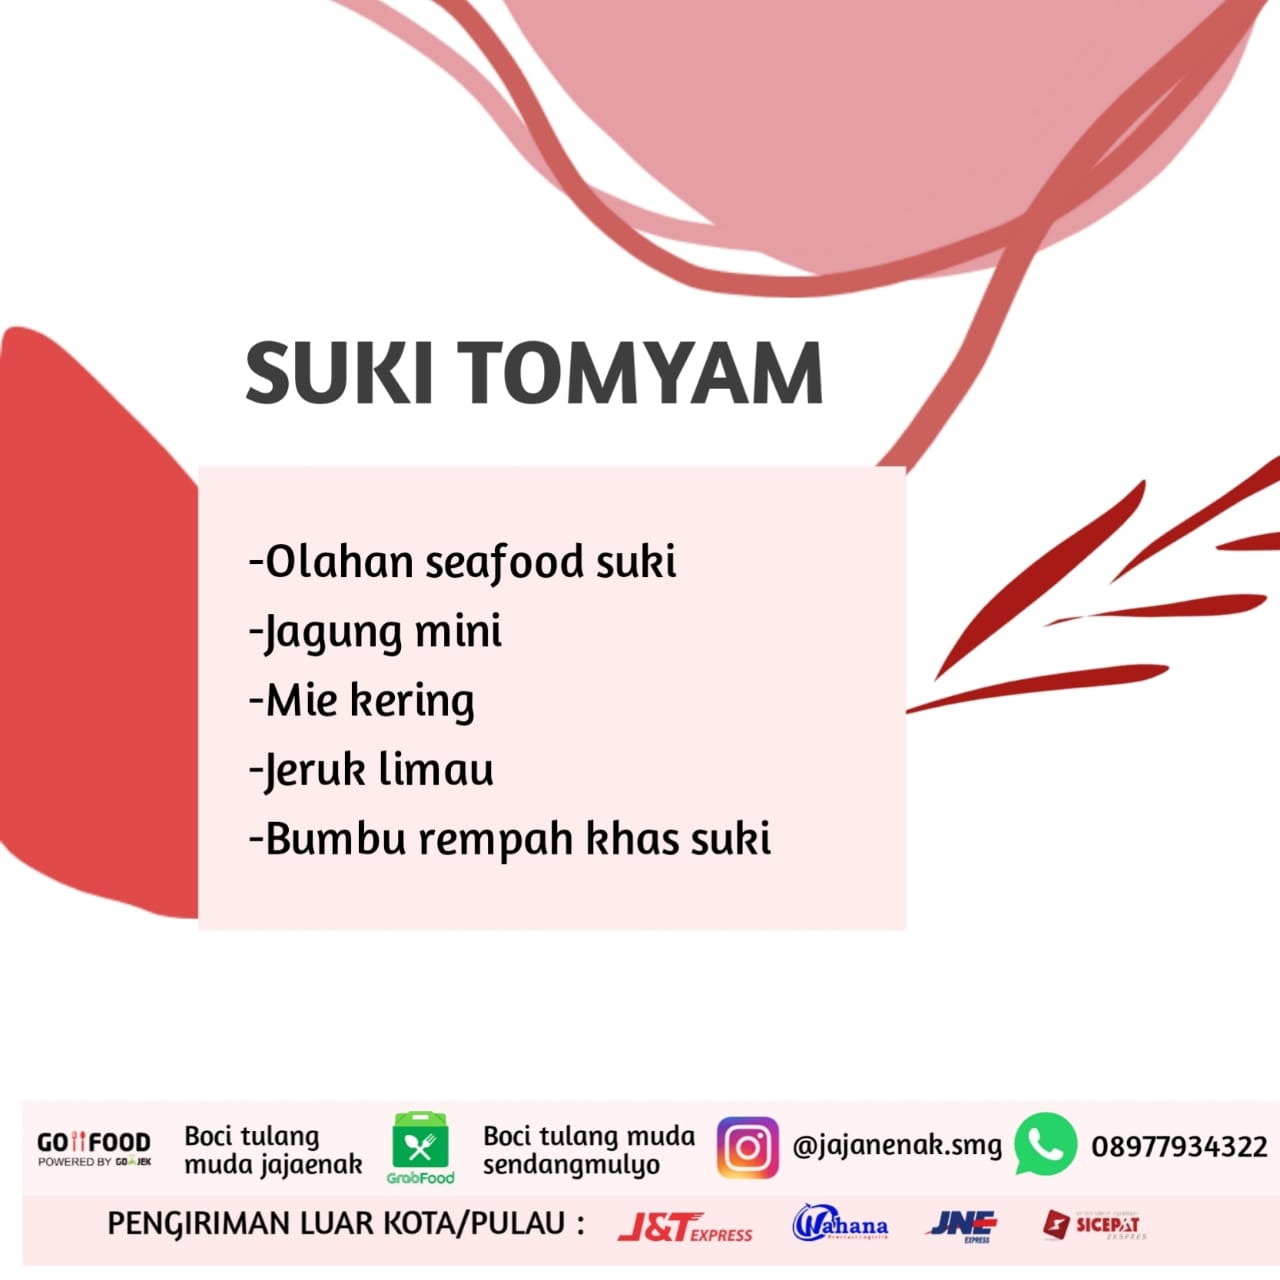 SUKI TOMYAM
-Olahan seafood suki
-Jagung mini
-Mie kering
-Jeruk limau
-Bumbu rempah khas suki
GOFOOD
POWERED BY GOJEK
Boci tulang
muda jajaenak
GrabFood
Boci tulang muda
sendangmulyo
@jajanenak.smg
08977934322
PENGIRIMAN LUAR KOTA/PULAU :
J&T EXPRESS
Wahana
Prestasi Logistik
JNE
EXPRESS
SICEPAT
EKSPRES